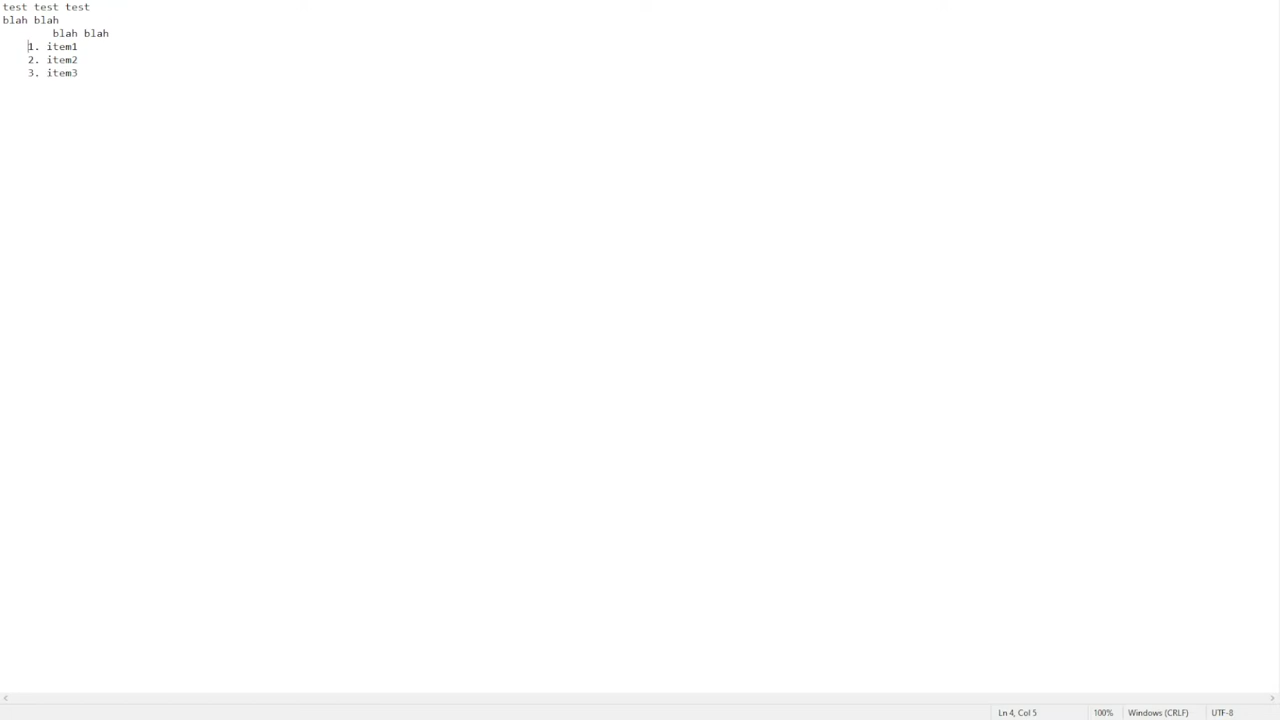 test test test
blah blah
        blah blah
    1. item1
    2. item2
    3. item3
Ln 4, Col 5 100% Windows (CRLF) UTF-8